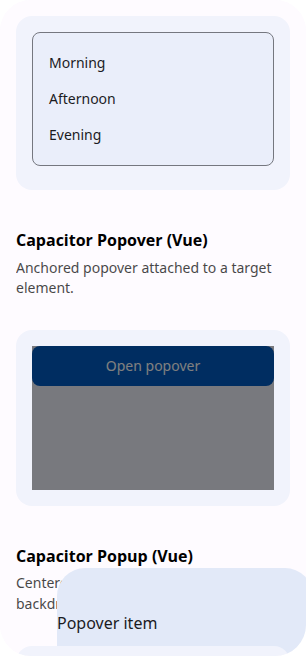 Morning
Afternoon
Evening
Capacitor Popover (Vue)
Anchored popover attached to a target
element.
Open popover
Capacitor Popup (Vue)
Popover item